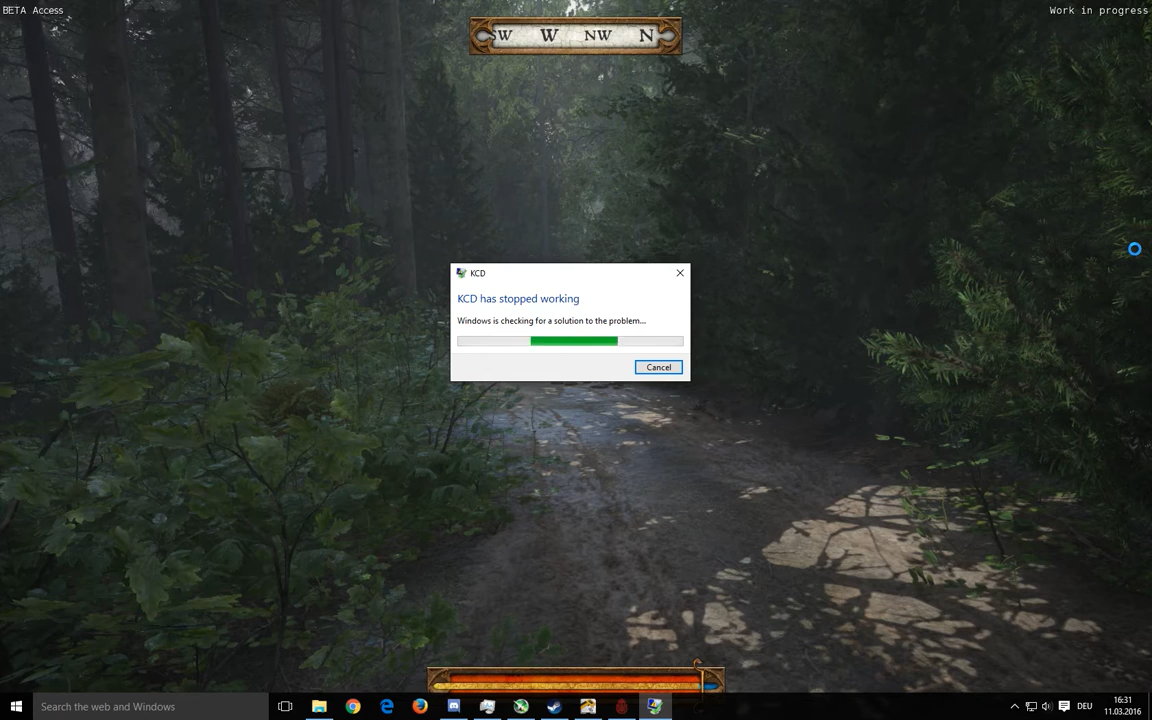 BETA Access
Work in progress
SW W NW N
KCD
KCD has stopped working
Windows is checking for a solution to the problem...
Cancel
Search the web and Windows
DEU
16:31
11.03.2016